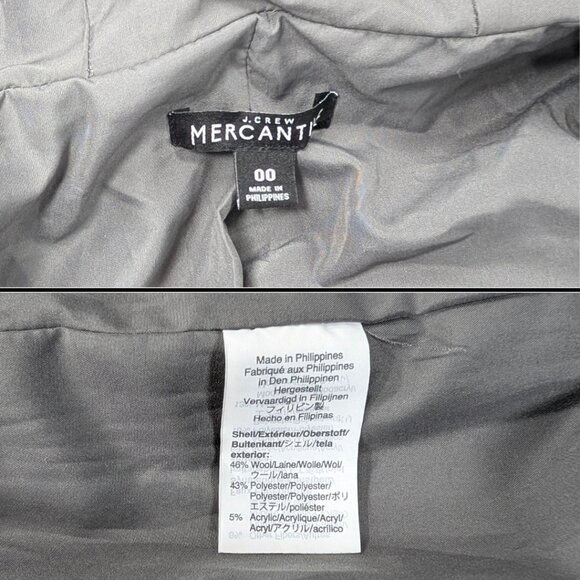 J.CREW
MERCANTI
00
MADE IN
PHILIPPINES
Made in Philippines
Fabriqué aux Philippines
in Den Philippinen
Hergestellt
Vervaardigd In Filipijnen
フィリピン製
Hecho en Filipinas
Shell/Extérieur/Oberstoff/
Buitenkant/シェル/tela
exterior:
46% Wool/Laine/Wolle/Wol/
ウール/lana
43% Polyester/Polyester/
Polyester/Polyester/ポリ
エステル/poliéster
5% Acrylic/Acrylique/Acryl/
Acryl/アクリル/acrílico